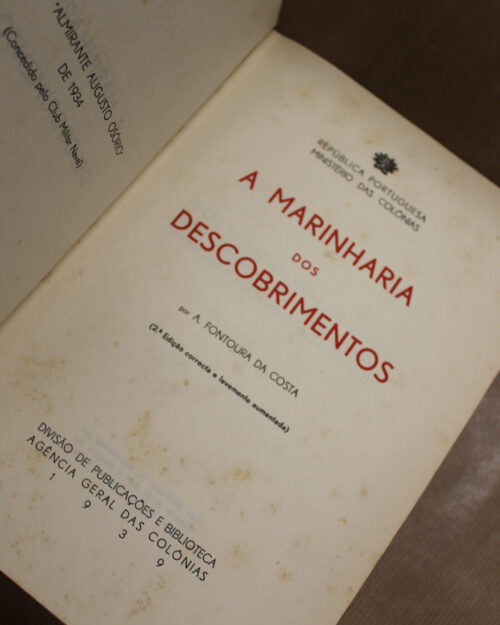 "ALMIRANTE AUGUSTO OSÓRIO"
DE 1934
(Concedido pelo Club Militar Naval)
REPÚBLICA PORTUGUESA
MINISTÉRIO DAS COLÓNIAS
A MARINHARIA
DOS
DESCOBRIMENTOS
por A. FONTOURA DA COSTA
(2.ª Edição correcta e levemente aumentada)
DIVISÃO DE PUBLICAÇÕES E BIBLIOTECA
AGÊNCIA GERAL DAS COLÓNIAS
1 9 3 9